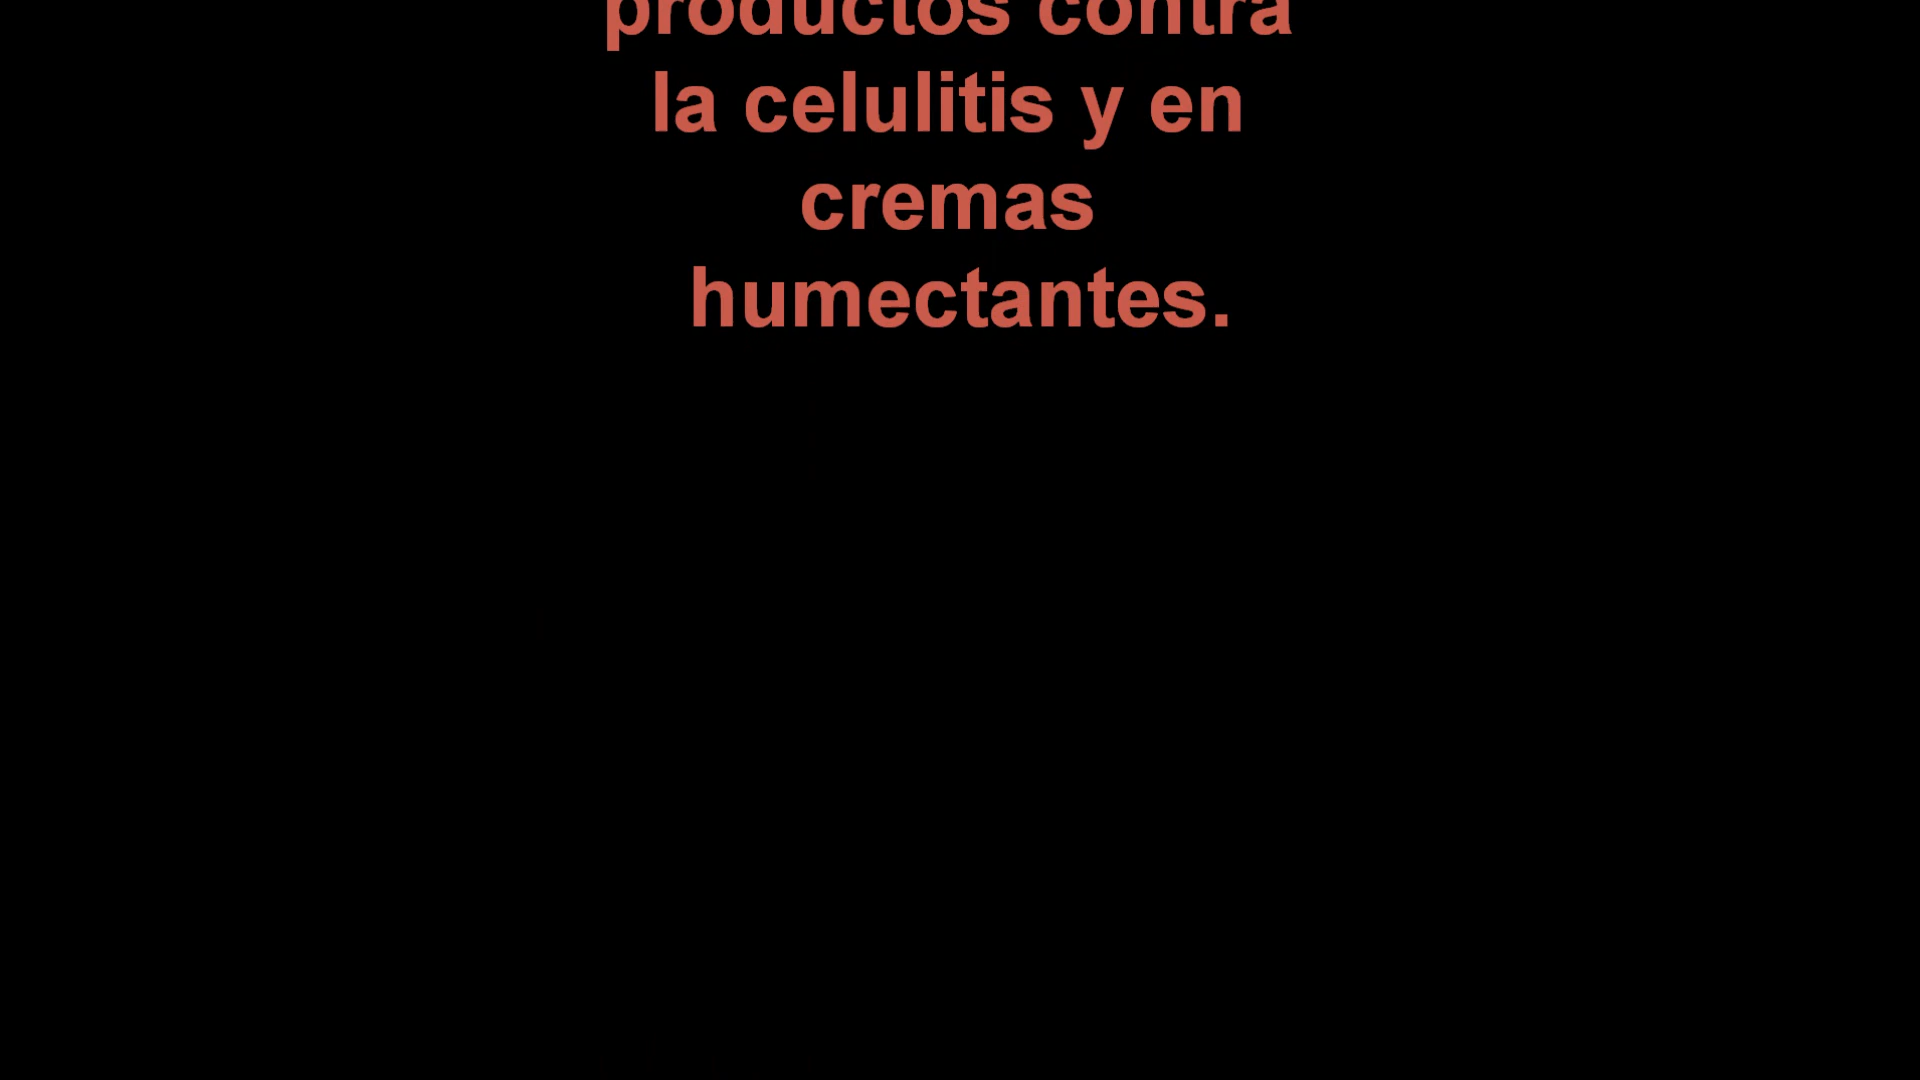 productos contra
la celulitis y en
cremas
humectantes.